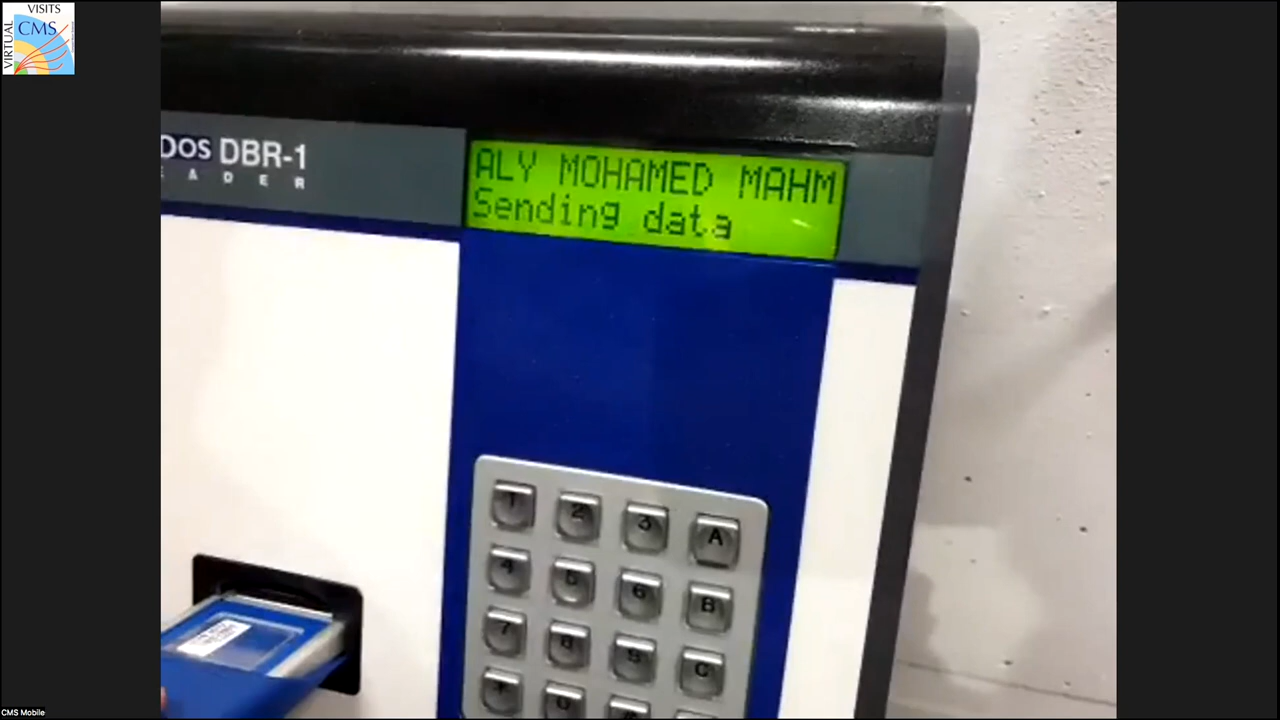 VISITS
VIRTUAL
CMS
DOS DBR-1
E A D E R
ALY MOHAMED MAHM
Sending data
1 2 3 A
4 5 6 B
7 8 9 C
CMS Mobile